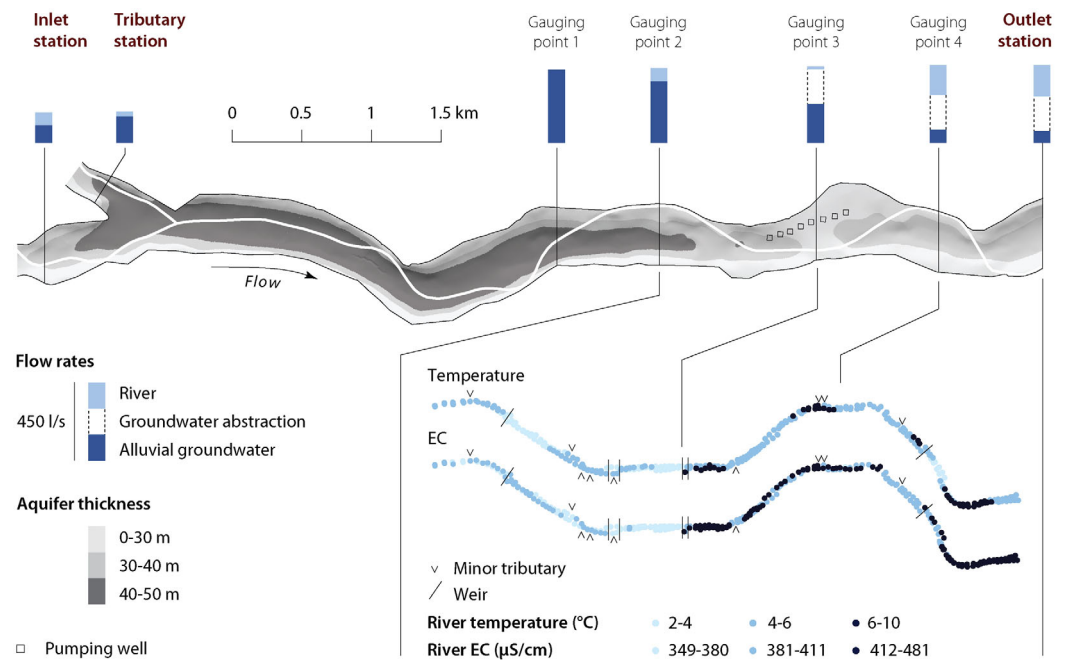 Inlet
station
Tributary
station
Gauging
point 1
Gauging
point 2
Gauging
point 3
Gauging
point 4
Outlet
station
0 0.5 1 1.5 km
Flow
Flow rates
450 l/s
River
Groundwater abstraction
Alluvial groundwater
Aquifer thickness
0-30 m
30-40 m
40-50 m
Pumping well
Temperature
EC
Minor tributary
Weir
River temperature (°C) 2-4 4-6 6-10
River EC (µS/cm) 349-380 381-411 412-481